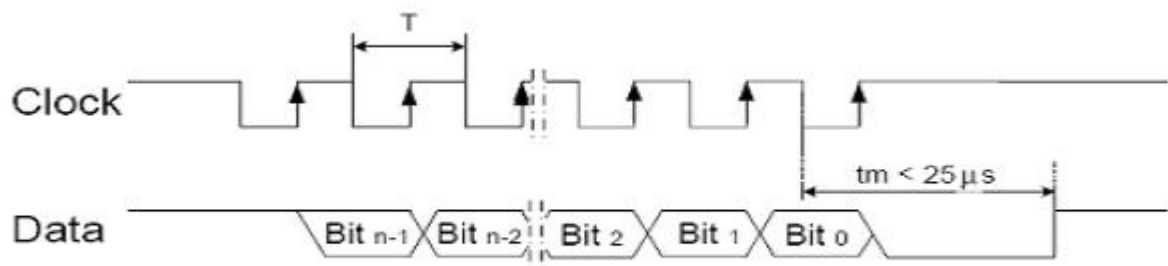 T
Clock
tm < 25 μs
Data Bit n-1 Bit n-2 Bit 2 Bit 1 Bit 0